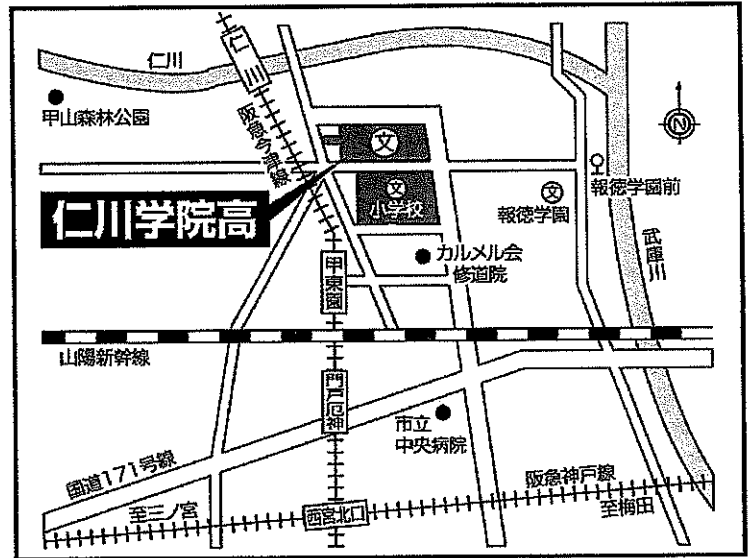 仁川
仁川
甲山森林公園
阪急今津線
文
N
文
小学校
文
報徳学園
報徳学園前
仁川学院高
カルメル会
修道院
武庫川
甲東園
山陽新幹線
門戸厄神
市立
中央病院
国道171号線
阪急神戸線
至三ノ宮
西宮北口
至梅田